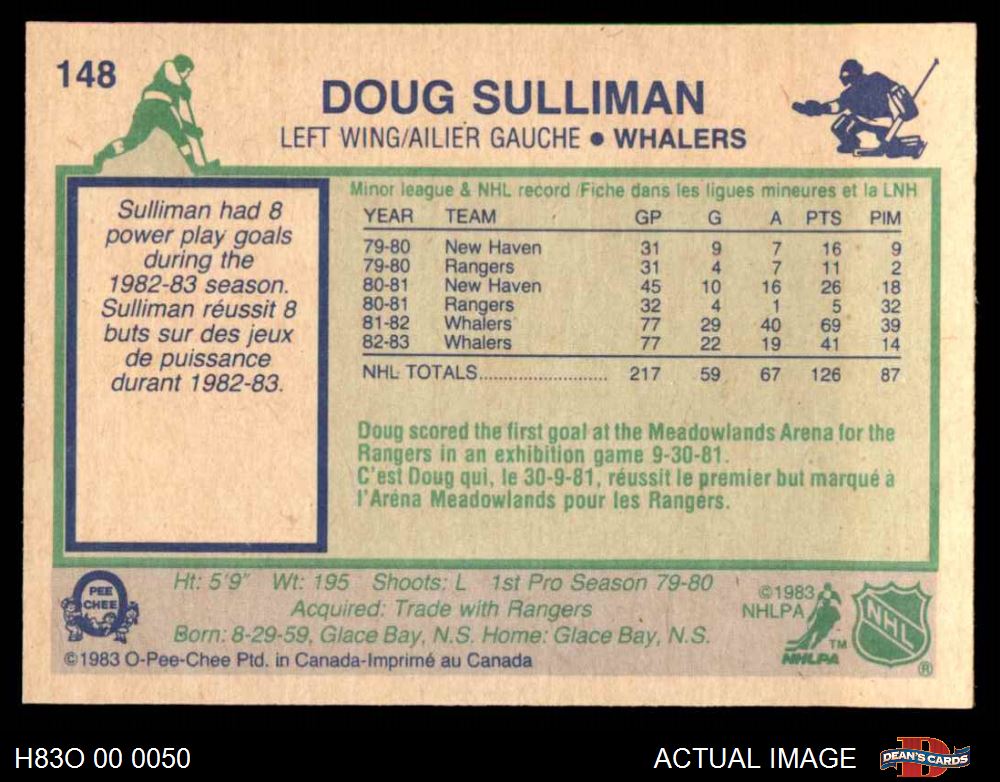 148
DOUG SULLIMAN
LEFT WING/AILIER GAUCHE • WHALERS
Sulliman had 8
power play goals
during the
1982-83 season.
Sulliman réussit 8
buts sur des jeux
de puissance
durant 1982-83.
Minor league & NHL record /Fiche dans les ligues mineures et la LNH
YEAR TEAM GP G A PTS PIM
79-80 New Haven 31 9 7 16 9
79-80 Rangers 31 4 7 11 2
80-81 New Haven 45 10 16 26 18
80-81 Rangers 32 4 1 5 32
81-82 Whalers 77 29 40 69 39
82-83 Whalers 77 22 19 41 14
NHL TOTALS............................ 217 59 67 126 87
Doug scored the first goal at the Meadowlands Arena for the
Rangers in an exhibition game 9-30-81.
C'est Doug qui, le 30-9-81, réussit le premier but marqué à
l'Aréna Meadowlands pour les Rangers.
O
PEE
CHEE
Ht: 5'9" Wt: 195 Shoots: L 1st Pro Season 79-80
Acquired: Trade with Rangers
Born: 8-29-59, Glace Bay, N.S. Home: Glace Bay, N.S.
©1983 O-Pee-Chee Ptd. in Canada-Imprimé au Canada
©1983
NHLPA
TM
NHLPA
NHL
®
H83O 00 0050
ACTUAL IMAGE
D
DEAN'S CARDS